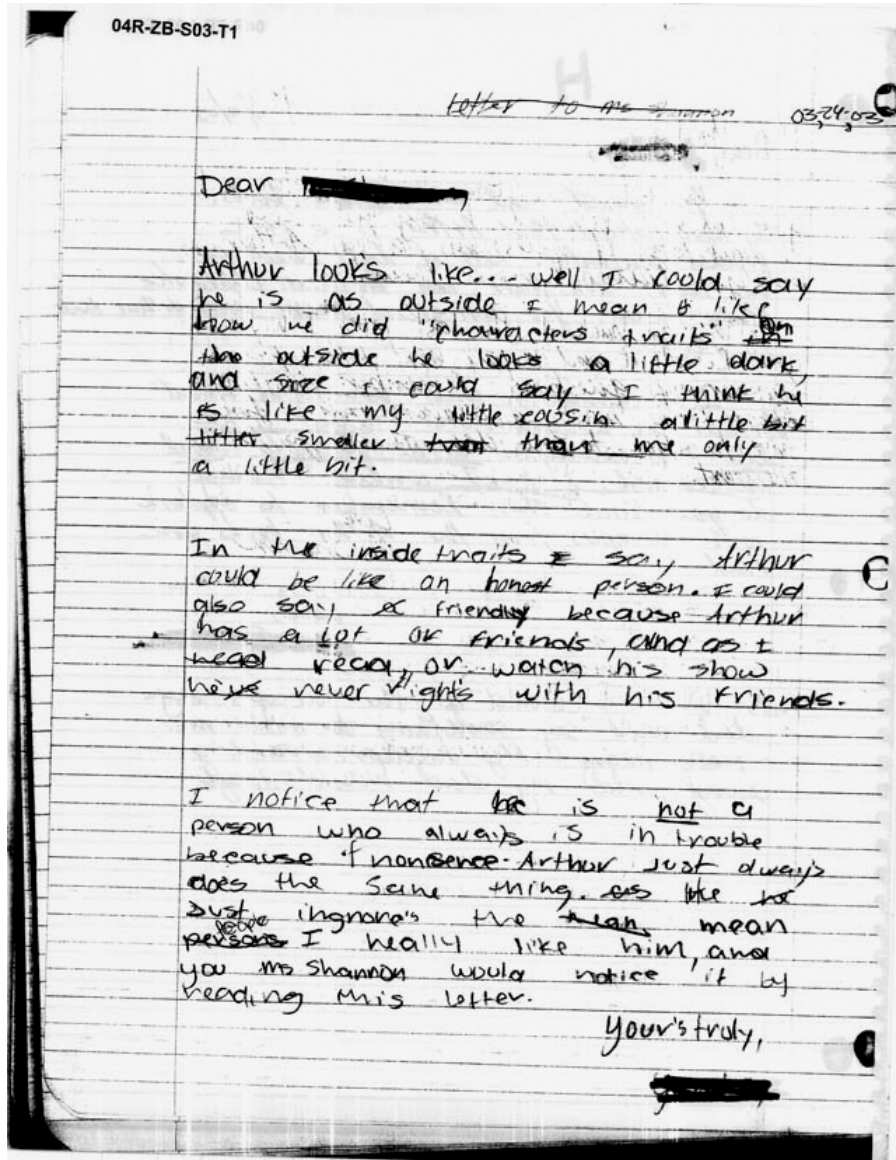 04R-ZB-S03-T1
Letter to ms shannon
03,24,03
Dear
Arthur looks like... well I could say
he is as outside I mean like
know we did "characters traits" on
the outside he looks a little dark,
and size I could say I think he
is like my little cousin. a little bit
littler smaller than me only
a little bit.
In the inside traits I say Arthur
could be like an honest person. I could
also say friendly because Arthur
has a lot of friends, and as I
read, or watch his show
never "fights with his friends.
I notice that he is not a
person who always is in trouble
because of nonsence. Arthur Just always
does the same thing. as he
Just ingnore's the mean mean
people persons I really like him, and
you ms Shannon would notice it by
reading this letter.
your's truly,